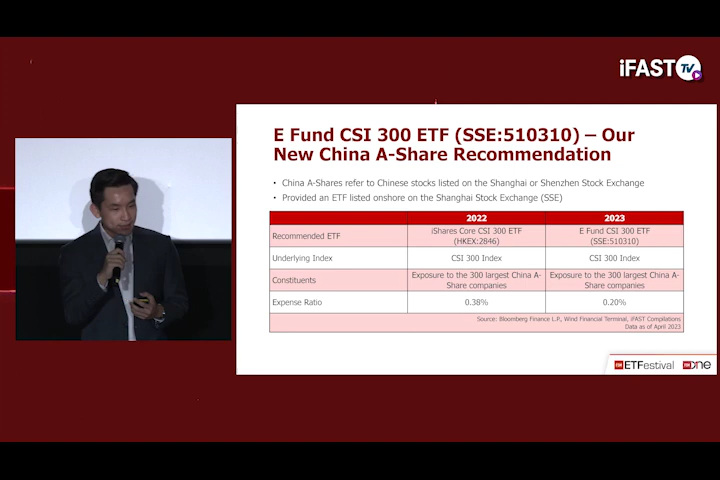 iFAST TV
E Fund CSI 300 ETF (SSE:510310) – Our
New China A-Share Recommendation
• China A-Shares refer to Chinese stocks listed on the Shanghai or Shenzhen Stock Exchange
• Provided an ETF listed onshore on the Shanghai Stock Exchange (SSE)
2022 2023
Recommended ETF iShares Core CSI 300 ETF (HKEX:2846) E Fund CSI 300 ETF (SSE:510310)
Underlying Index CSI 300 Index CSI 300 Index
Constituents Exposure to the 300 largest China A-Share companies Exposure to the 300 largest China A-Share companies
Expense Ratio 0.38% 0.20%
Source: Bloomberg Finance L.P., Wind Financial Terminal, iFAST Compilations
Data as of April 2023
ETFestival one